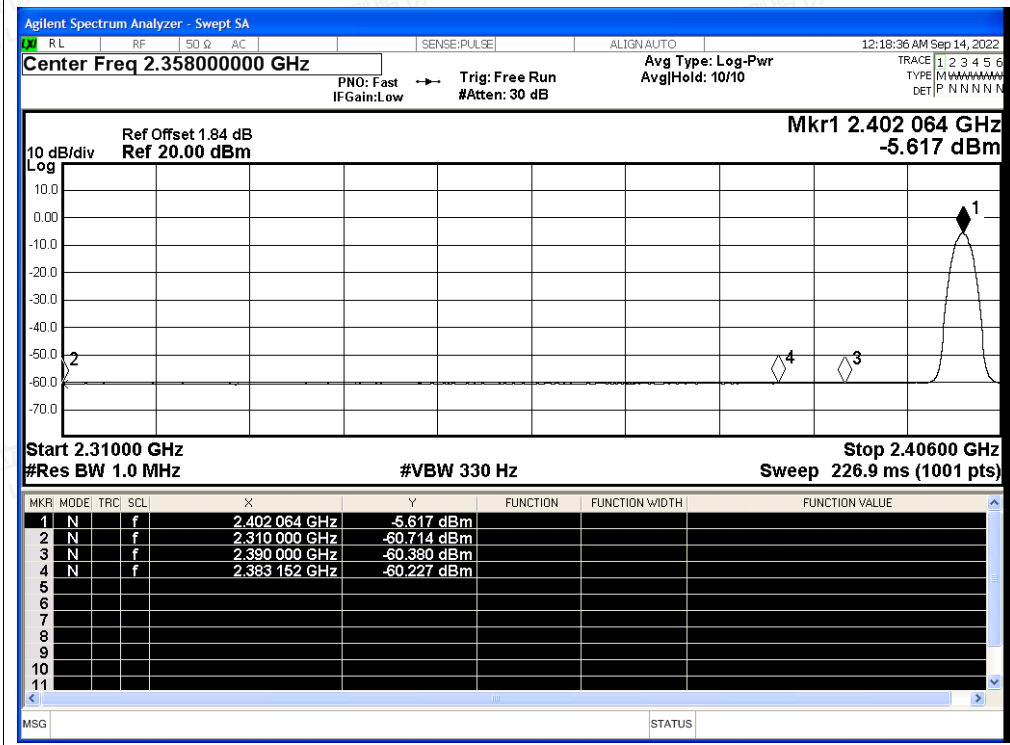 Agilent Spectrum Analyzer - Swept SA
LXI RL RF 50 Ω AC SENSE:PULSE ALIGN AUTO 12:18:36 AM Sep 14, 2022
Center Freq 2.358000000 GHz
PNO: Fast
IFGain:Low
Trig: Free Run
#Atten: 30 dB
Avg Type: Log-Pwr
Avg|Hold: 10/10
TRACE 1 2 3 4 5 6
TYPE M
DET P N N N N N
Ref Offset 1.84 dB
10 dB/div Ref 20.00 dBm
Log
Mkr1 2.402 064 GHz
-5.617 dBm
10.0
0.00
-10.0
-20.0
-30.0
-40.0
-50.0
-60.0
-70.0
1
2
4
3
Start 2.31000 GHz Stop 2.40600 GHz
#Res BW 1.0 MHz #VBW 330 Hz Sweep 226.9 ms (1001 pts)
MKR MODE TRC SCL X Y FUNCTION FUNCTION WIDTH FUNCTION VALUE
1 N f 2.402 064 GHz -5.617 dBm
2 N f 2.310 000 GHz -60.714 dBm
3 N f 2.390 000 GHz -60.380 dBm
4 N f 2.383 152 GHz -60.227 dBm
5
6
7
8
9
10
11
MSG STATUS